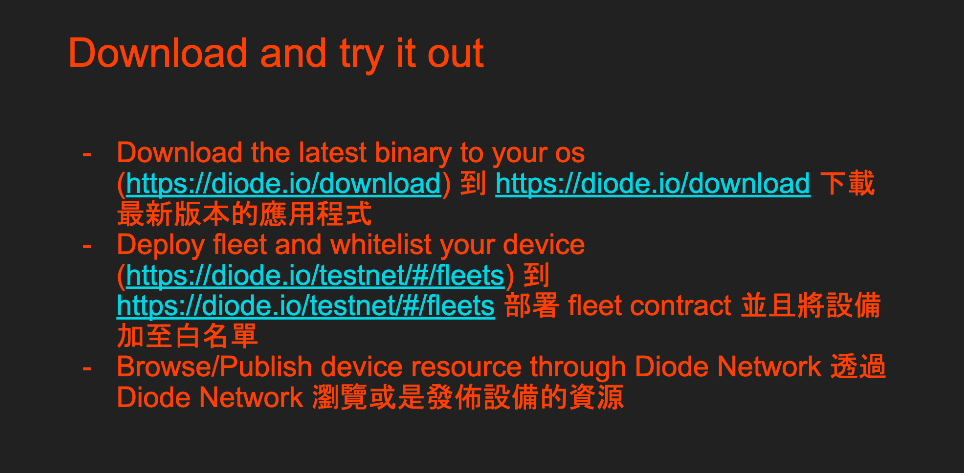 Download and try it out
- Download the latest binary to your os
(https://diode.io/download) 到 https://diode.io/download 下載
最新版本的應用程式
- Deploy fleet and whitelist your device
(https://diode.io/testnet/#/fleets) 到
https://diode.io/testnet/#/fleets 部署 fleet contract 並且將設備
加至白名單
- Browse/Publish device resource through Diode Network 透過
Diode Network 瀏覽或是發佈設備的資源